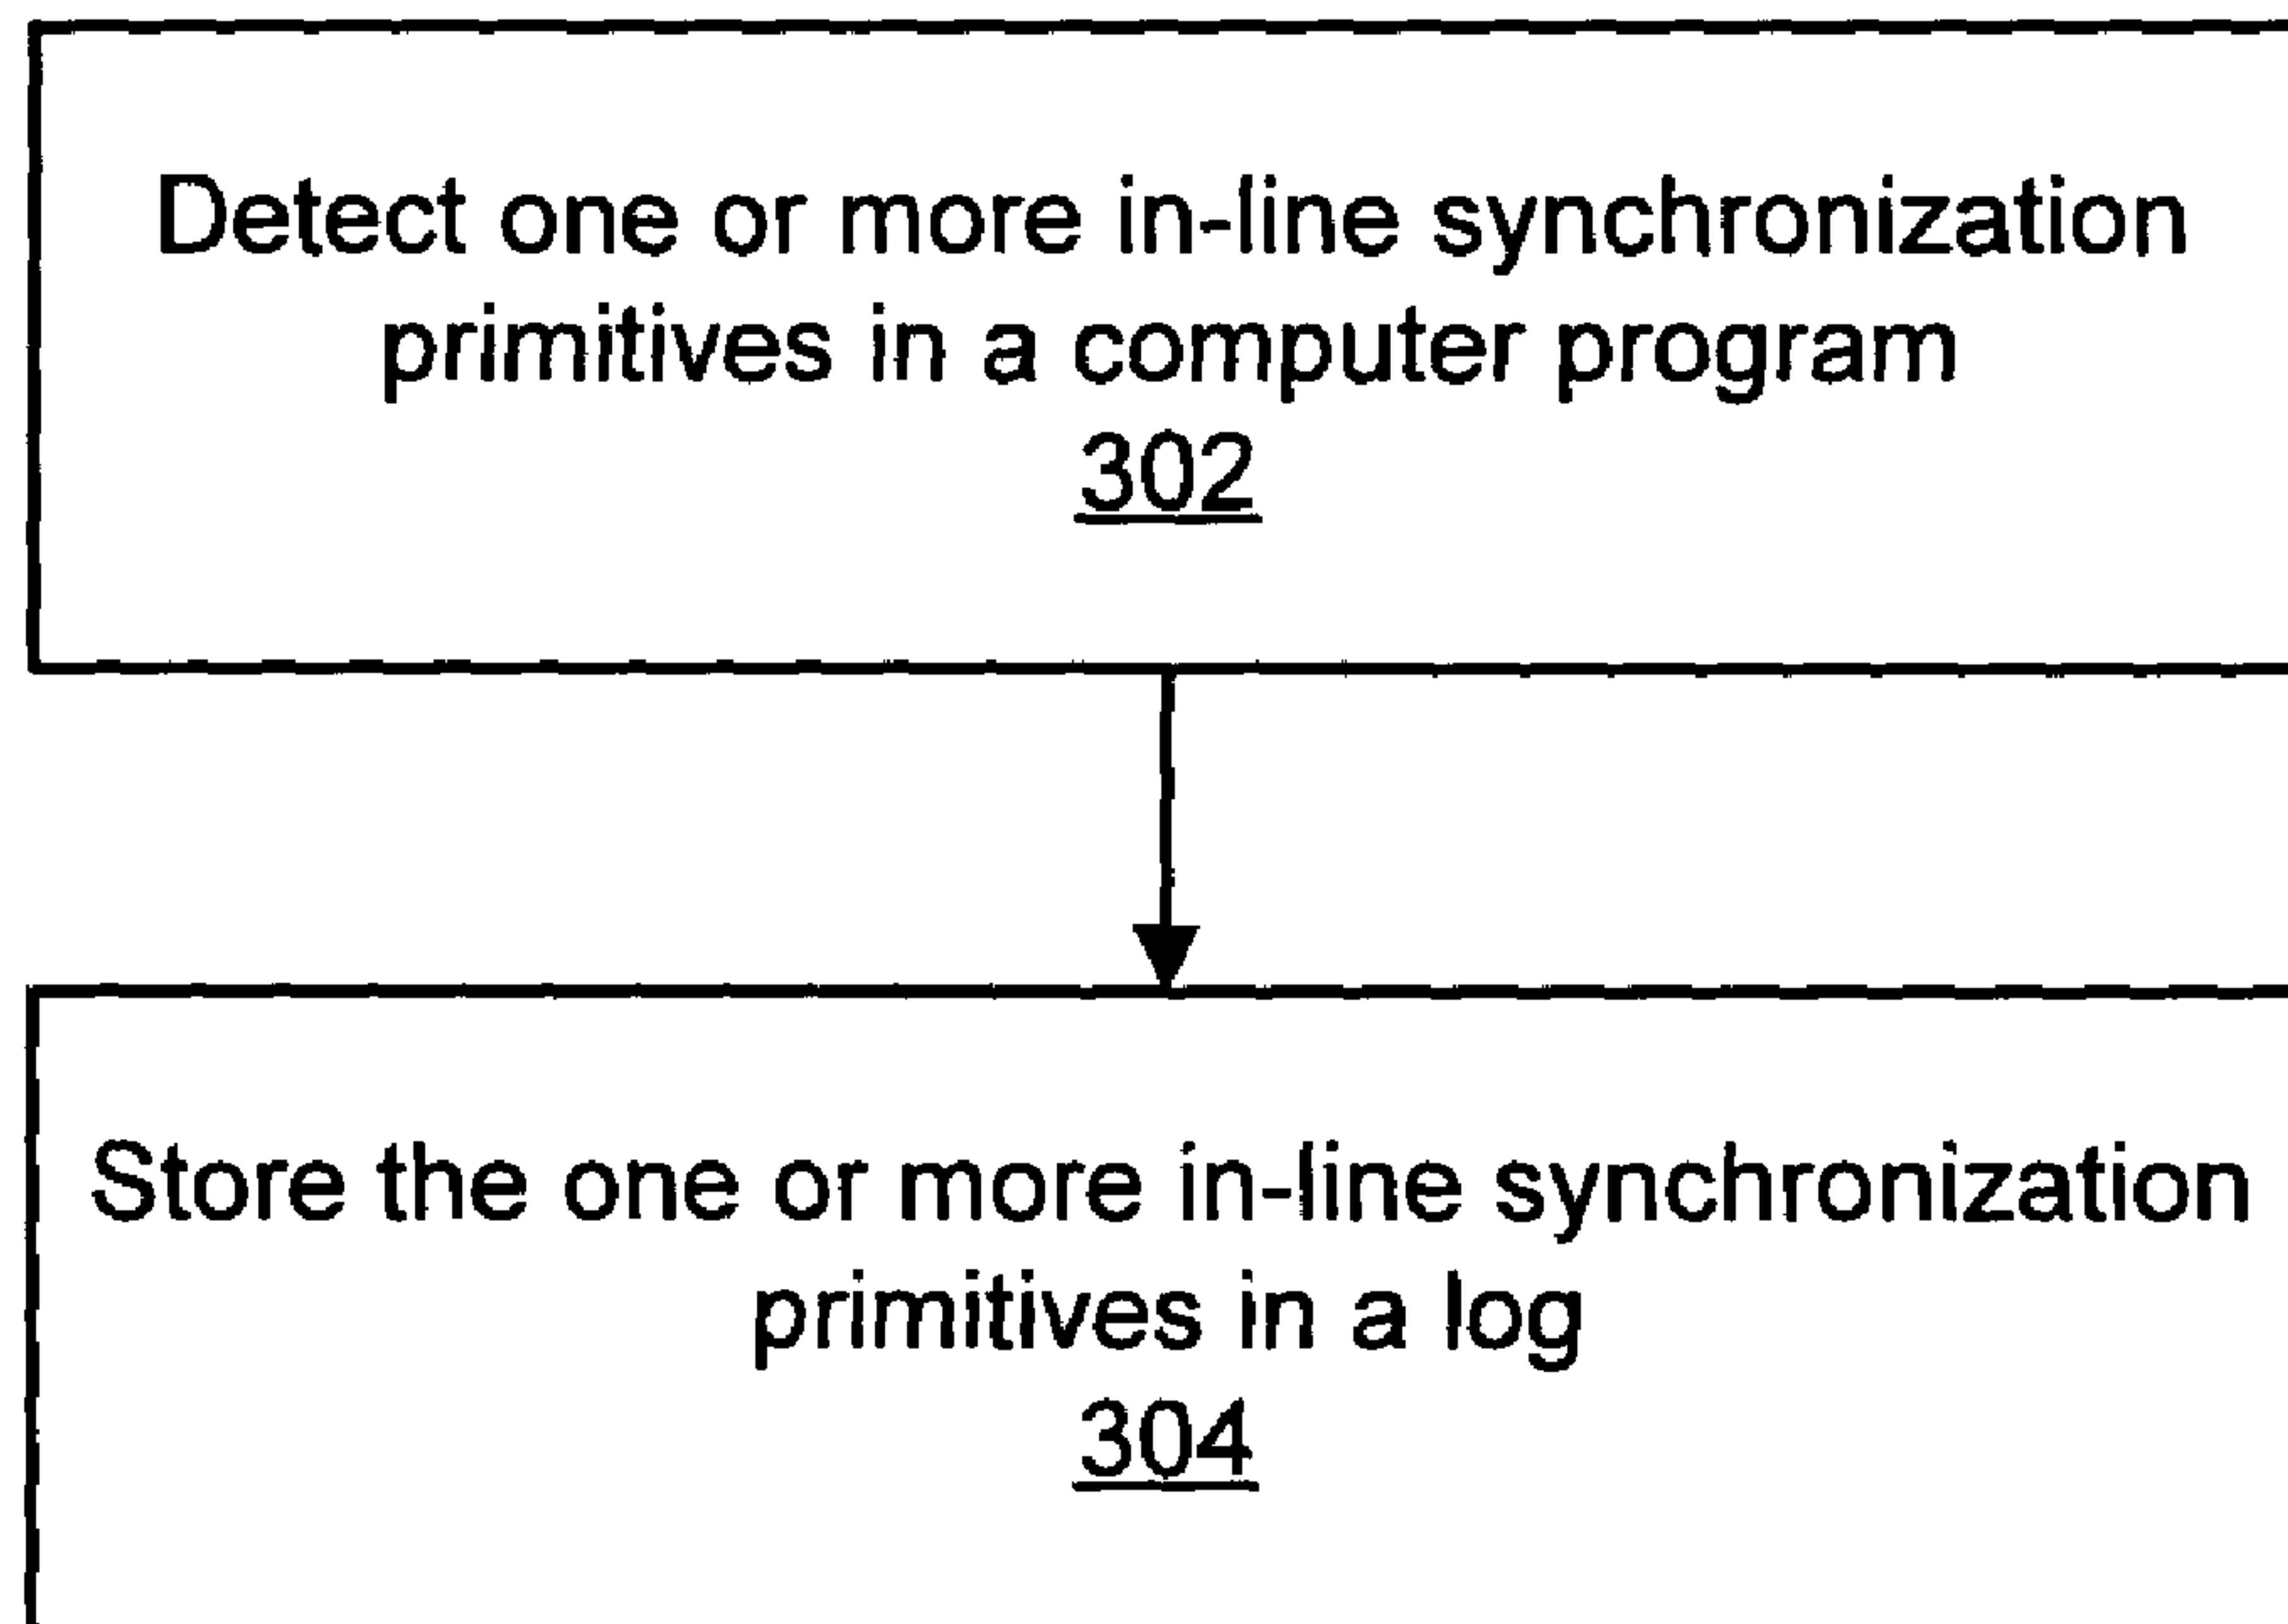 Detect one or more in-line synchronization
primitives in a computer program
302
Store the one or more in-line synchronization
primitives in a log
304